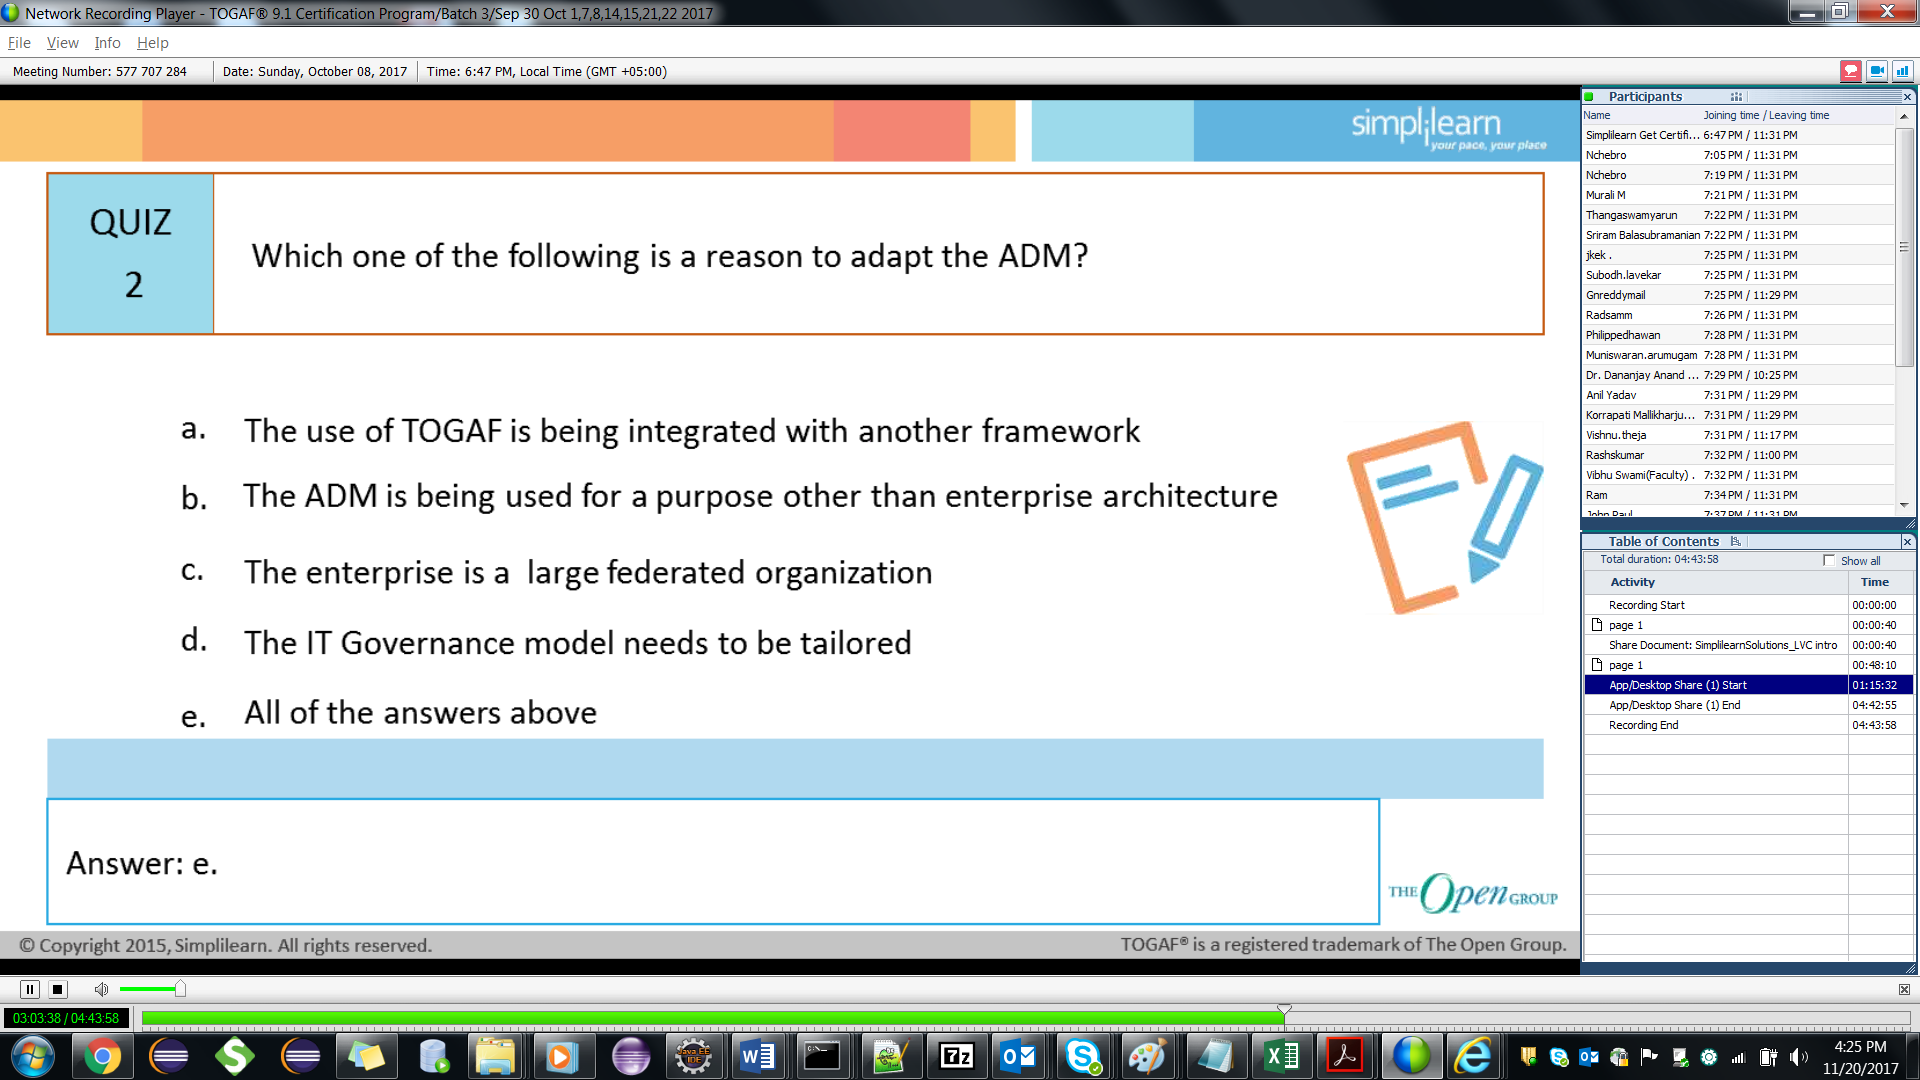 Network Recording Player - TOGAF® 9.1 Certification Program/Batch 3/Sep 30 Oct 1,7,8,14,15,21,22 2017
File View Info Help
Meeting Number: 577 707 284 Date: Sunday, October 08, 2017 Time: 6:47 PM, Local Time (GMT +05:00)
simplilearn
your pace, your place
QUIZ
2
Which one of the following is a reason to adapt the ADM?
a. The use of TOGAF is being integrated with another framework
b. The ADM is being used for a purpose other than enterprise architecture
c. The enterprise is a large federated organization
d. The IT Governance model needs to be tailored
e. All of the answers above
Answer: e.
THE Open GROUP
© Copyright 2015, Simplilearn. All rights reserved.
TOGAF® is a registered trademark of The Open Group.
Participants
Name Joining time / Leaving time
Simplilearn Get Certifi... 6:47 PM / 11:31 PM
Nchebro 7:05 PM / 11:31 PM
Nchebro 7:19 PM / 11:31 PM
Murali M 7:21 PM / 11:31 PM
Thangaswamyarun 7:22 PM / 11:31 PM
Sriram Balasubramanian 7:22 PM / 11:31 PM
jkek . 7:25 PM / 11:31 PM
Subodh.lavekar 7:25 PM / 11:31 PM
Gnreddymail 7:25 PM / 11:29 PM
Radsamm 7:26 PM / 11:31 PM
Philippedhawan 7:28 PM / 11:31 PM
Muniswaran.arumugam 7:28 PM / 11:31 PM
Dr. Dananjay Anand ... 7:29 PM / 10:25 PM
Anil Yadav 7:31 PM / 11:29 PM
Korrapati Mallikharju... 7:31 PM / 11:29 PM
Vishnu.theja 7:31 PM / 11:17 PM
Rashskumar 7:32 PM / 11:00 PM
Vibhu Swami(Faculty) . 7:32 PM / 11:31 PM
Ram 7:34 PM / 11:31 PM
John Paul 7:37 PM / 11:31 PM
Table of Contents
Total duration: 04:43:58 Show all
Activity Time
Recording Start 00:00:00
page 1 00:00:40
Share Document: SimplilearnSolutions_LVC intro 00:00:40
page 1 00:48:10
App/Desktop Share (1) Start 01:15:32
App/Desktop Share (1) End 04:42:55
Recording End 04:43:58
03:03:38 / 04:43:58
Java EE
IDE
7z
4:25 PM
11/20/2017